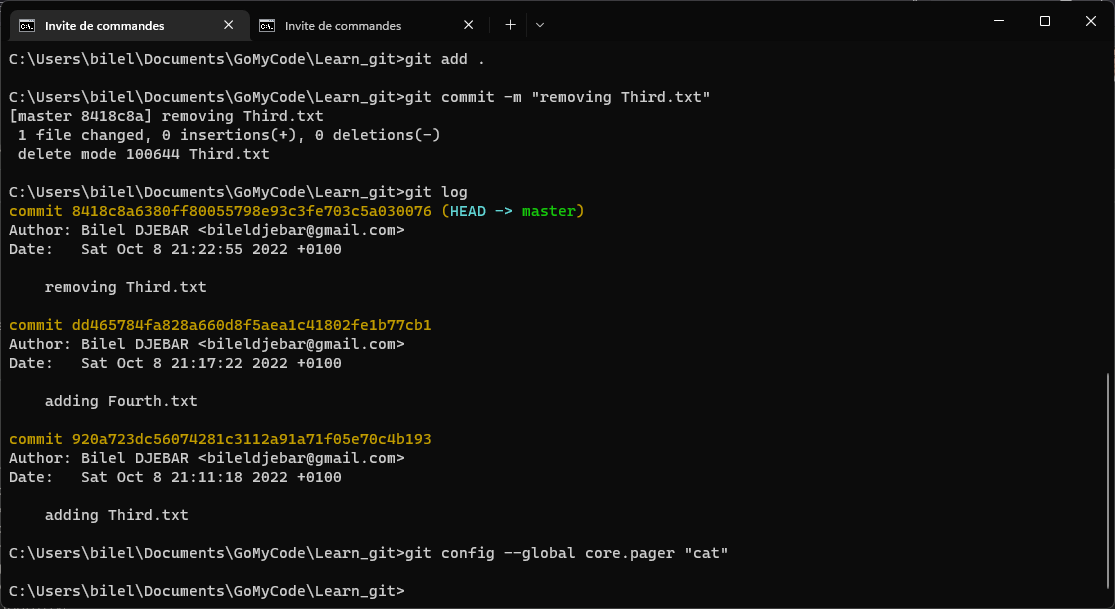 Invite de commandes
Invite de commandes
C:\Users\bilel\Documents\GoMyCode\Learn_git>git add .
C:\Users\bilel\Documents\GoMyCode\Learn_git>git commit -m "removing Third.txt"
[master 8418c8a] removing Third.txt
 1 file changed, 0 insertions(+), 0 deletions(-)
 delete mode 100644 Third.txt
C:\Users\bilel\Documents\GoMyCode\Learn_git>git log
commit 8418c8a6380ff80055798e93c3fe703c5a030076 (HEAD -> master)
Author: Bilel DJEBAR <bileldjebar@gmail.com>
Date:   Sat Oct 8 21:22:55 2022 +0100
    removing Third.txt
commit dd465784fa828a660d8f5aea1c41802fe1b77cb1
Author: Bilel DJEBAR <bileldjebar@gmail.com>
Date:   Sat Oct 8 21:17:22 2022 +0100
    adding Fourth.txt
commit 920a723dc56074281c3112a91a71f05e70c4b193
Author: Bilel DJEBAR <bileldjebar@gmail.com>
Date:   Sat Oct 8 21:11:18 2022 +0100
    adding Third.txt
C:\Users\bilel\Documents\GoMyCode\Learn_git>git config --global core.pager "cat"
C:\Users\bilel\Documents\GoMyCode\Learn_git>